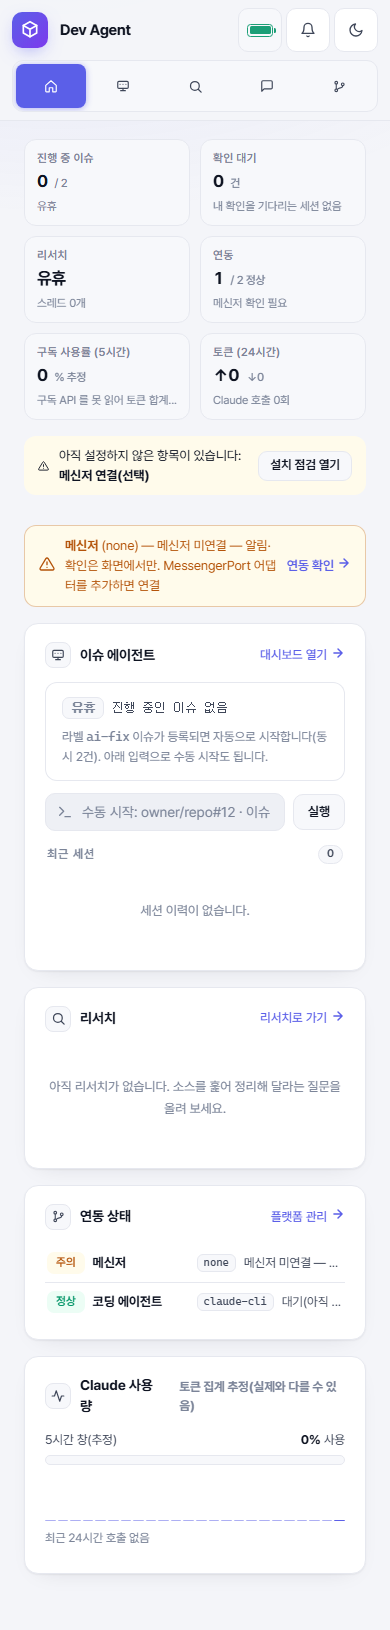 Dev Agent
진행 중 이슈
0 / 2
유휴
확인 대기
0 건
내 확인을 기다리는 세션 없음
리서치
유휴
스레드 0개
연동
1 / 2 정상
메신저 확인 필요
구독 사용률 (5시간)
0 % 추정
구독 API 를 못 읽어 토큰 합계...
토큰 (24시간)
↑0 ↓0
Claude 호출 0회
아직 설정하지 않은 항목이 있습니다:
메신저 연결(선택)
설치 점검 열기
메신저 (none) — 메신저 미연결 — 알림·
확인은 화면에서만. MessengerPort 어댑
터를 추가하면 연결
연동 확인 →
이슈 에이전트
대시보드 열기 →
유휴 진행 중인 이슈 없음
라벨 ai-fix 이슈가 등록되면 자동으로 시작합니다(동
시 2건). 아래 입력으로 수동 시작도 됩니다.
수동 시작: owner/repo#12 · 이슈
실행
최근 세션
0
세션 이력이 없습니다.
리서치
리서치로 가기 →
아직 리서치가 없습니다. 소스를 훑어 정리해 달라는 질문을
올려 보세요.
연동 상태
플랫폼 관리 →
주의 메신저 none 메신저 미연결 — ...
정상 코딩 에이전트 claude-cli 대기(아직 ...
Claude 사용
량
토큰 집계 추정(실제와 다를 수 있
음)
5시간 창(추정)
0% 사용
최근 24시간 호출 없음